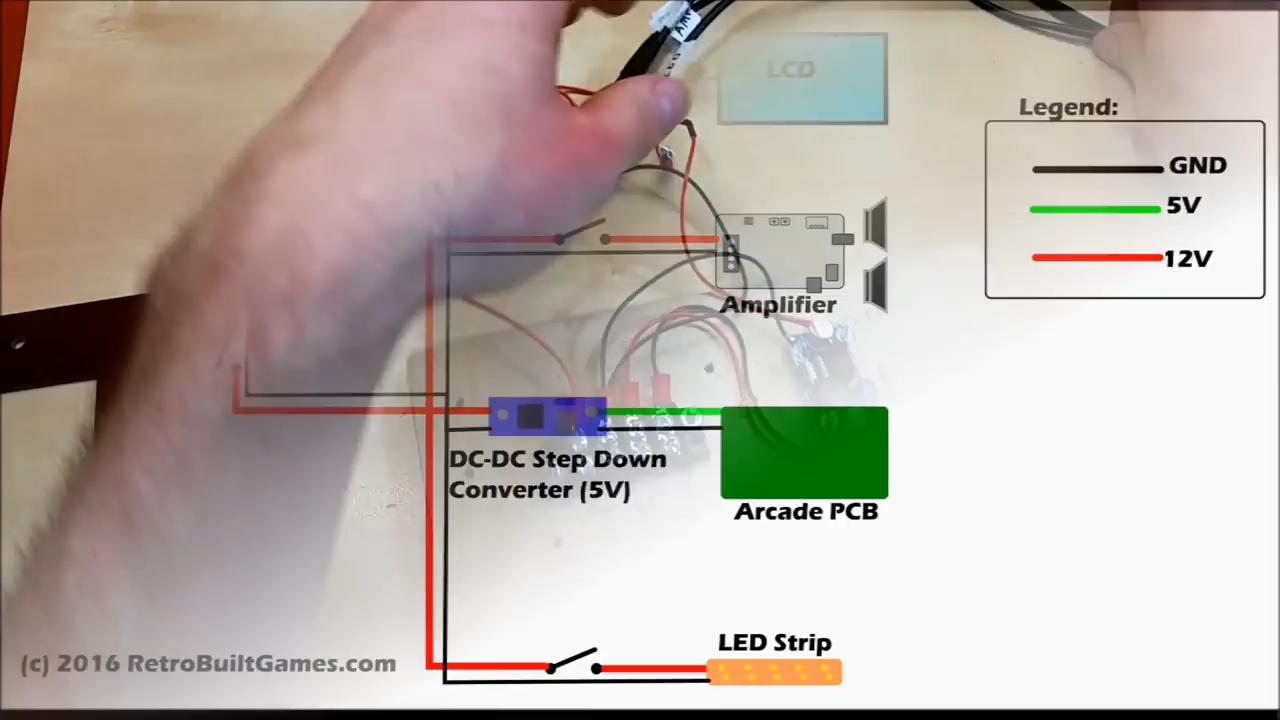 LCD
Legend:
GND
5V
12V
Amplifier
DC-DC Step Down
Converter (5V)
Arcade PCB
LED Strip
(c) 2016 RetroBuiltGames.com